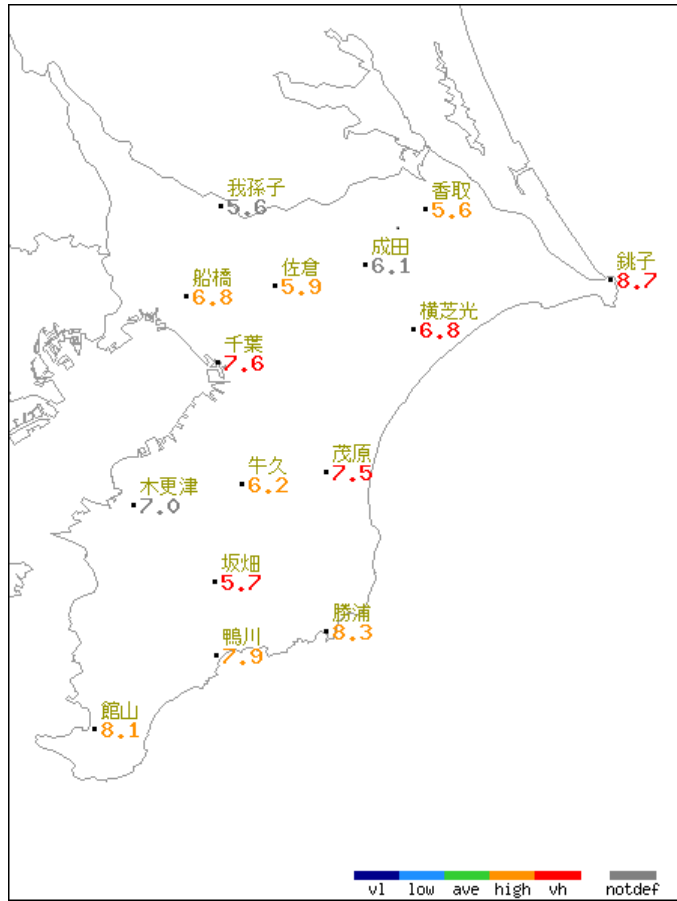 我孫子
5.6
香取
5.6
成田
6.1
銚子
8.7
船橋
6.8
佐倉
5.9
横芝光
6.8
千葉
7.6
茂原
7.5
牛久
6.2
木更津
7.0
坂畑
5.7
勝浦
8.3
鴨川
7.9
館山
8.1
vl low ave high vh notdef